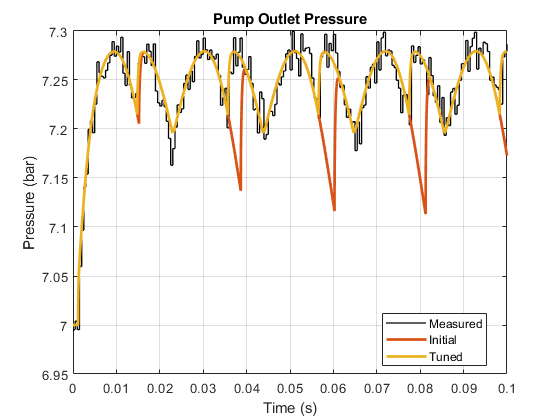 Pump Outlet Pressure
7.3
7.25
7.2
7.15
7.1
7.05
7
6.95
Pressure (bar)
Measured
Initial
Tuned
0 0.01 0.02 0.03 0.04 0.05 0.06 0.07 0.08 0.09 0.1
Time (s)